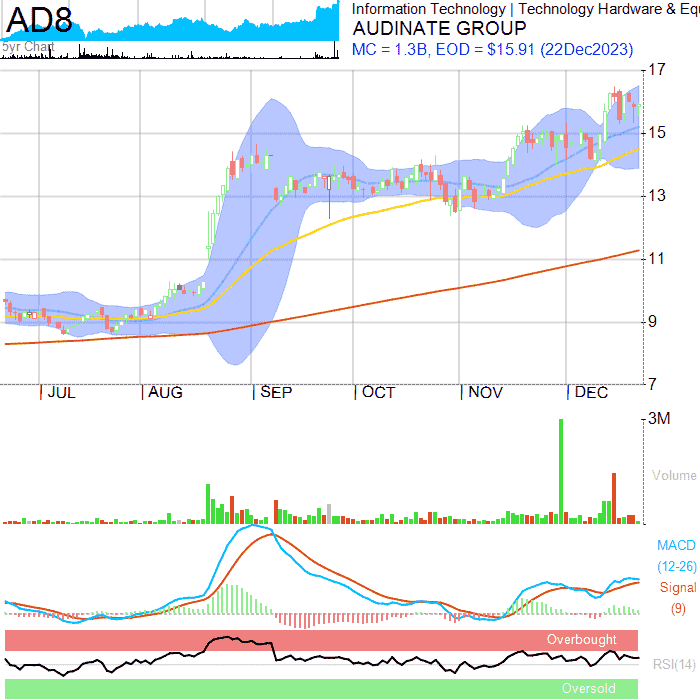 AD8
5yr Chart
Information Technology | Technology Hardware & Equ
AUDINATE GROUP
MC = 1.3B, EOD = $15.91 (22Dec2023)
17
15
13
11
9
7
JUL AUG SEP OCT NOV DEC
3M
Volume
MACD
(12-26)
Signal
(9)
Overbought
RSI(14)
Oversold